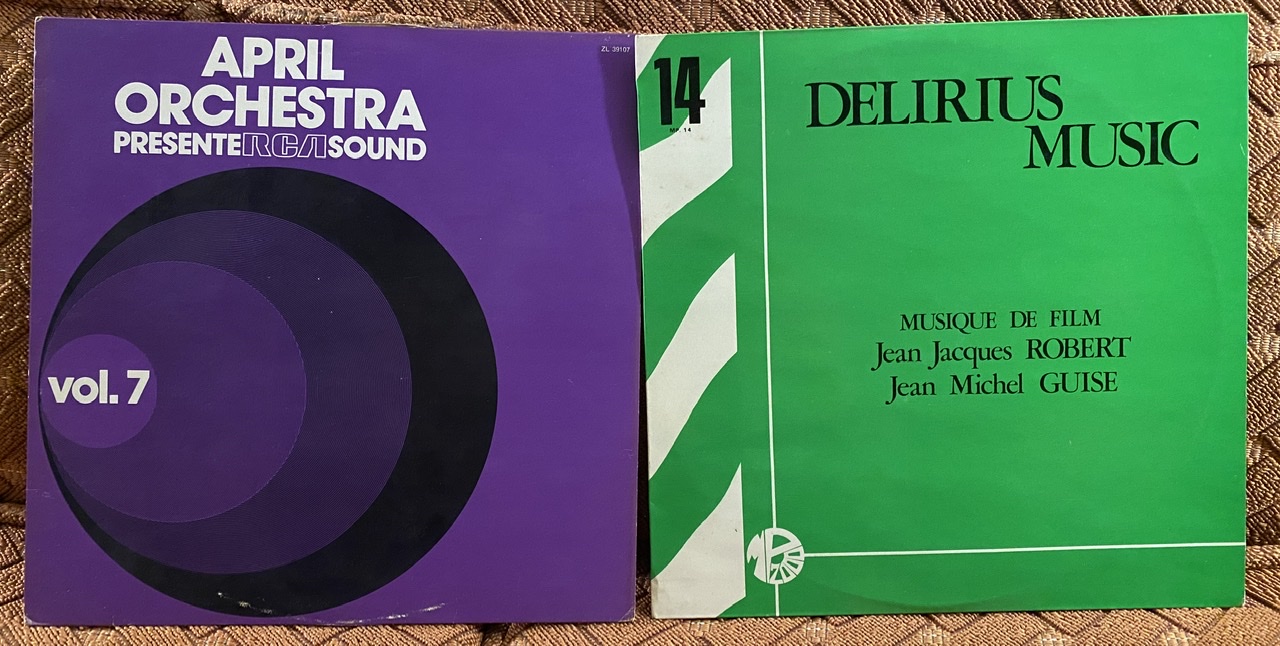 APRIL
ORCHESTRA
PRESENTE RCA SOUND
ZL 39107
vol. 7
14
MP. 14
DELIRIUS
MUSIC
MUSIQUE DE FILM
Jean Jacques ROBERT
Jean Michel GUISE